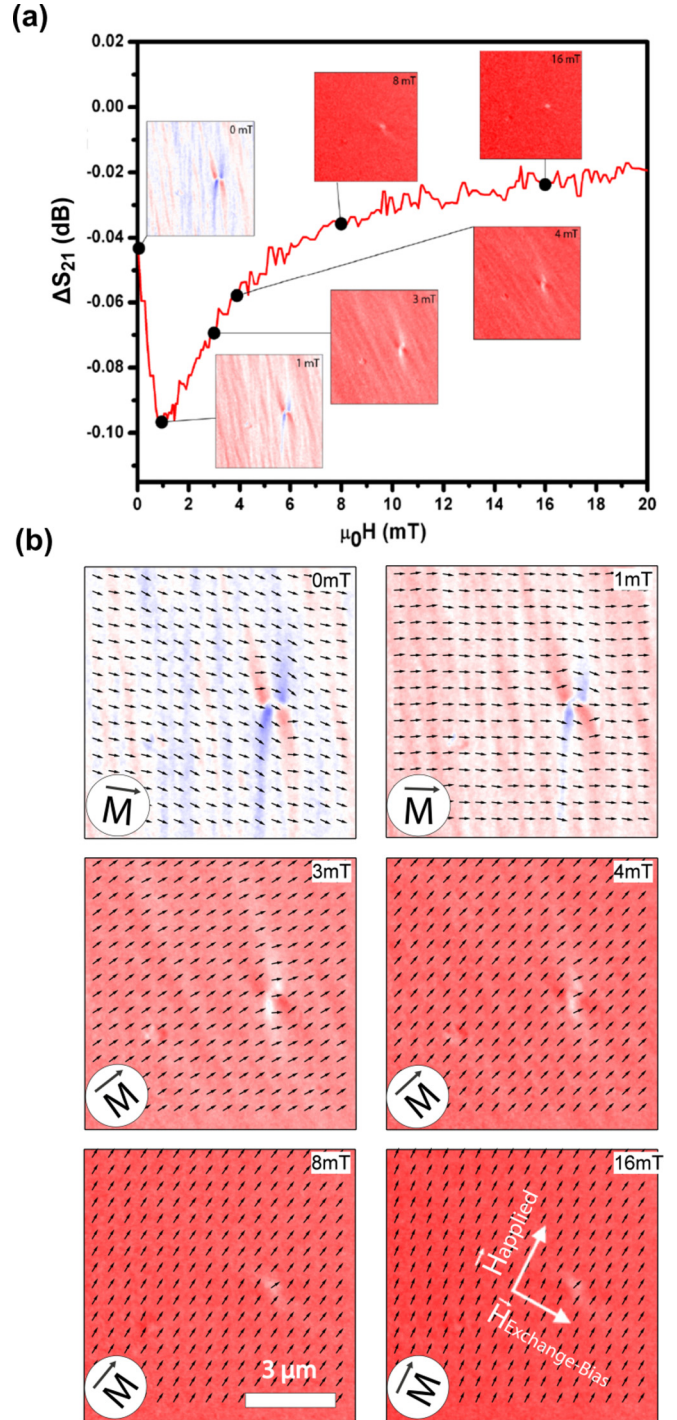 (a)
0.02
0.00
-0.02
-0.04
-0.06
-0.08
-0.10
ΔS21 (dB)
0 mT
8 mT
16 mT
4 mT
3 mT
1 mT
0 2 4 6 8 10 12 14 16 18 20
μ0H (mT)
(b)
0mT
M
1mT
M
3mT
M
4mT
M
8mT
M
3 μm
16mT
Happlied
HExchange-Bias
M